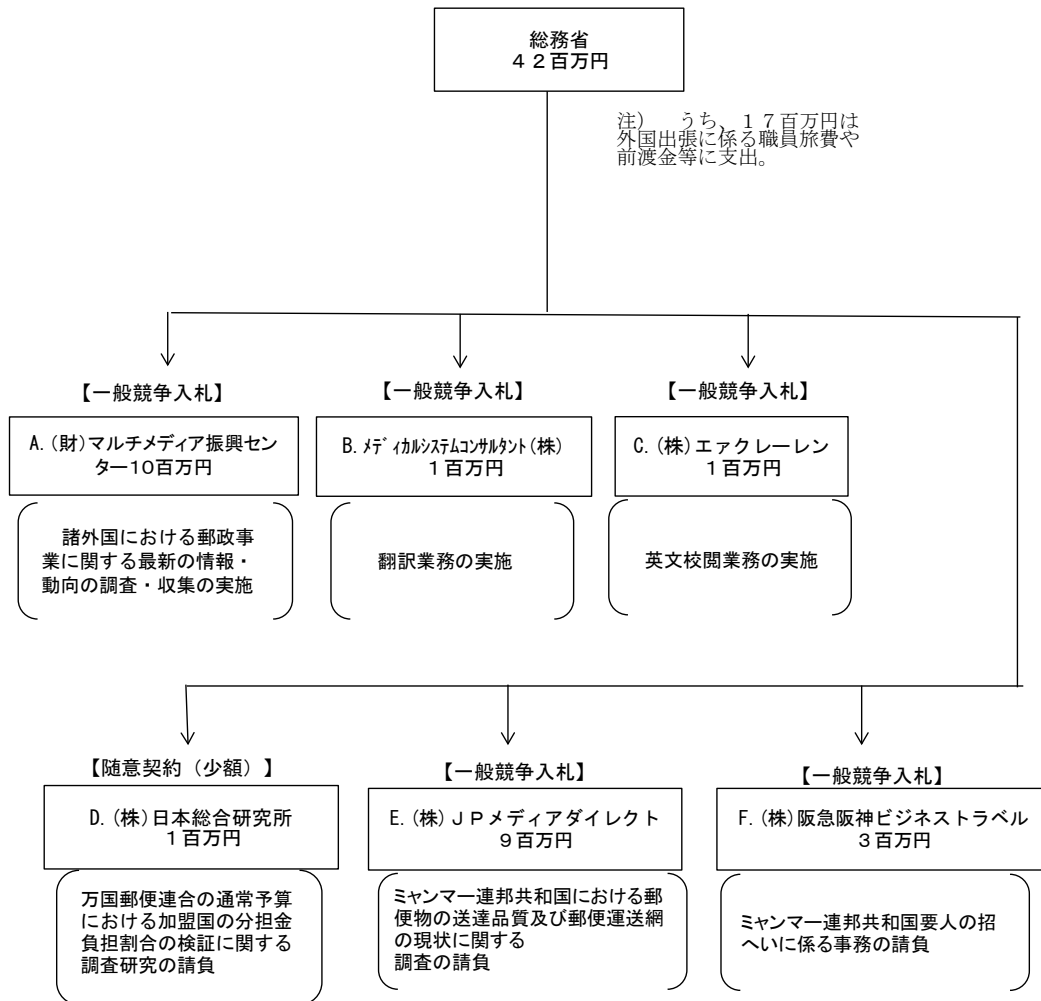 総務省
４２百万円
注）　うち、１７百万円は
外国出張に係る職員旅費や
前渡金等に支出。
【一般競争入札】
【一般競争入札】
【一般競争入札】
A.（財）マルチメディア振興セン
ター10百万円
B.ﾒﾃﾞｨｶﾙｼｽﾃﾑｺﾝｻﾙﾀﾝﾄ（株）
１百万円
C.（株）エァクレーレン
１百万円
諸外国における郵政事
業に関する最新の情報・
動向の調査・収集の実施
翻訳業務の実施
英文校閲業務の実施
【随意契約（少額）】
【一般競争入札】
【一般競争入札】
D.（株）日本総合研究所
１百万円
E.（株）ＪＰメディアダイレクト
９百万円
F.（株）阪急阪神ビジネストラベル
３百万円
万国郵便連合の通常予算
における加盟国の分担金
負担割合の検証に関する
調査研究の請負
ミャンマー連邦共和国における郵
便物の送達品質及び郵便運送網
の現状に関する
調査の請負
ミャンマー連邦共和国要人の招
へいに係る事務の請負